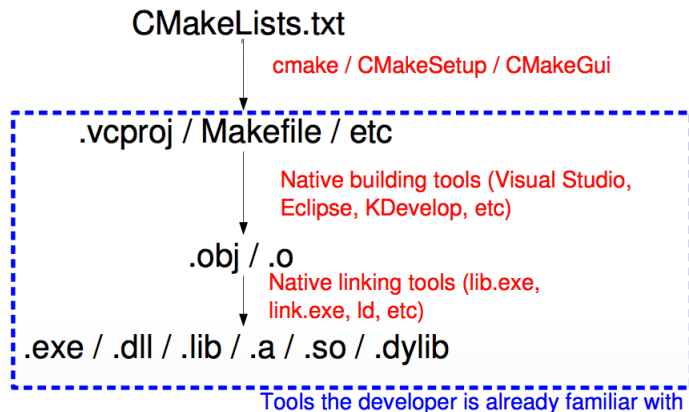 CMakeLists.txt
cmake / CMakeSetup / CMakeGui
.vcproj / Makefile / etc
Native building tools (Visual Studio,
Eclipse, KDevelop, etc)
.obj / .o
Native linking tools (lib.exe,
link.exe, ld, etc)
.exe / .dll / .lib / .a / .so / .dylib
Tools the developer is already familiar with